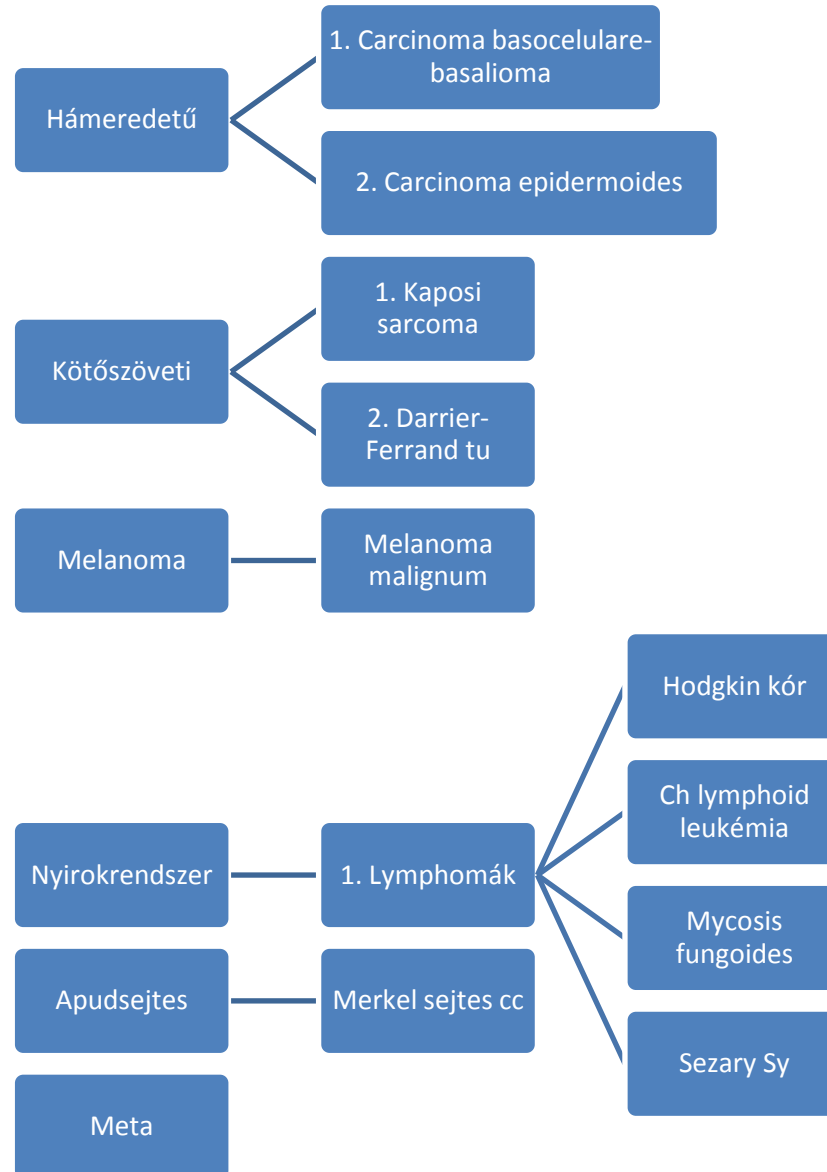 Hámeredetű
1. Carcinoma basocelulare-
basalioma
2. Carcinoma epidermoides
Kötőszöveti
1. Kaposi
sarcoma
2. Darrier-
Ferrand tu
Melanoma
Melanoma
malignum
Nyirokrendszer
1. Lymphomák
Hodgkin kór
Ch lymphoid
leukémia
Mycosis
fungoides
Sezary Sy
Apudsejtes
Merkel sejtes cc
Meta